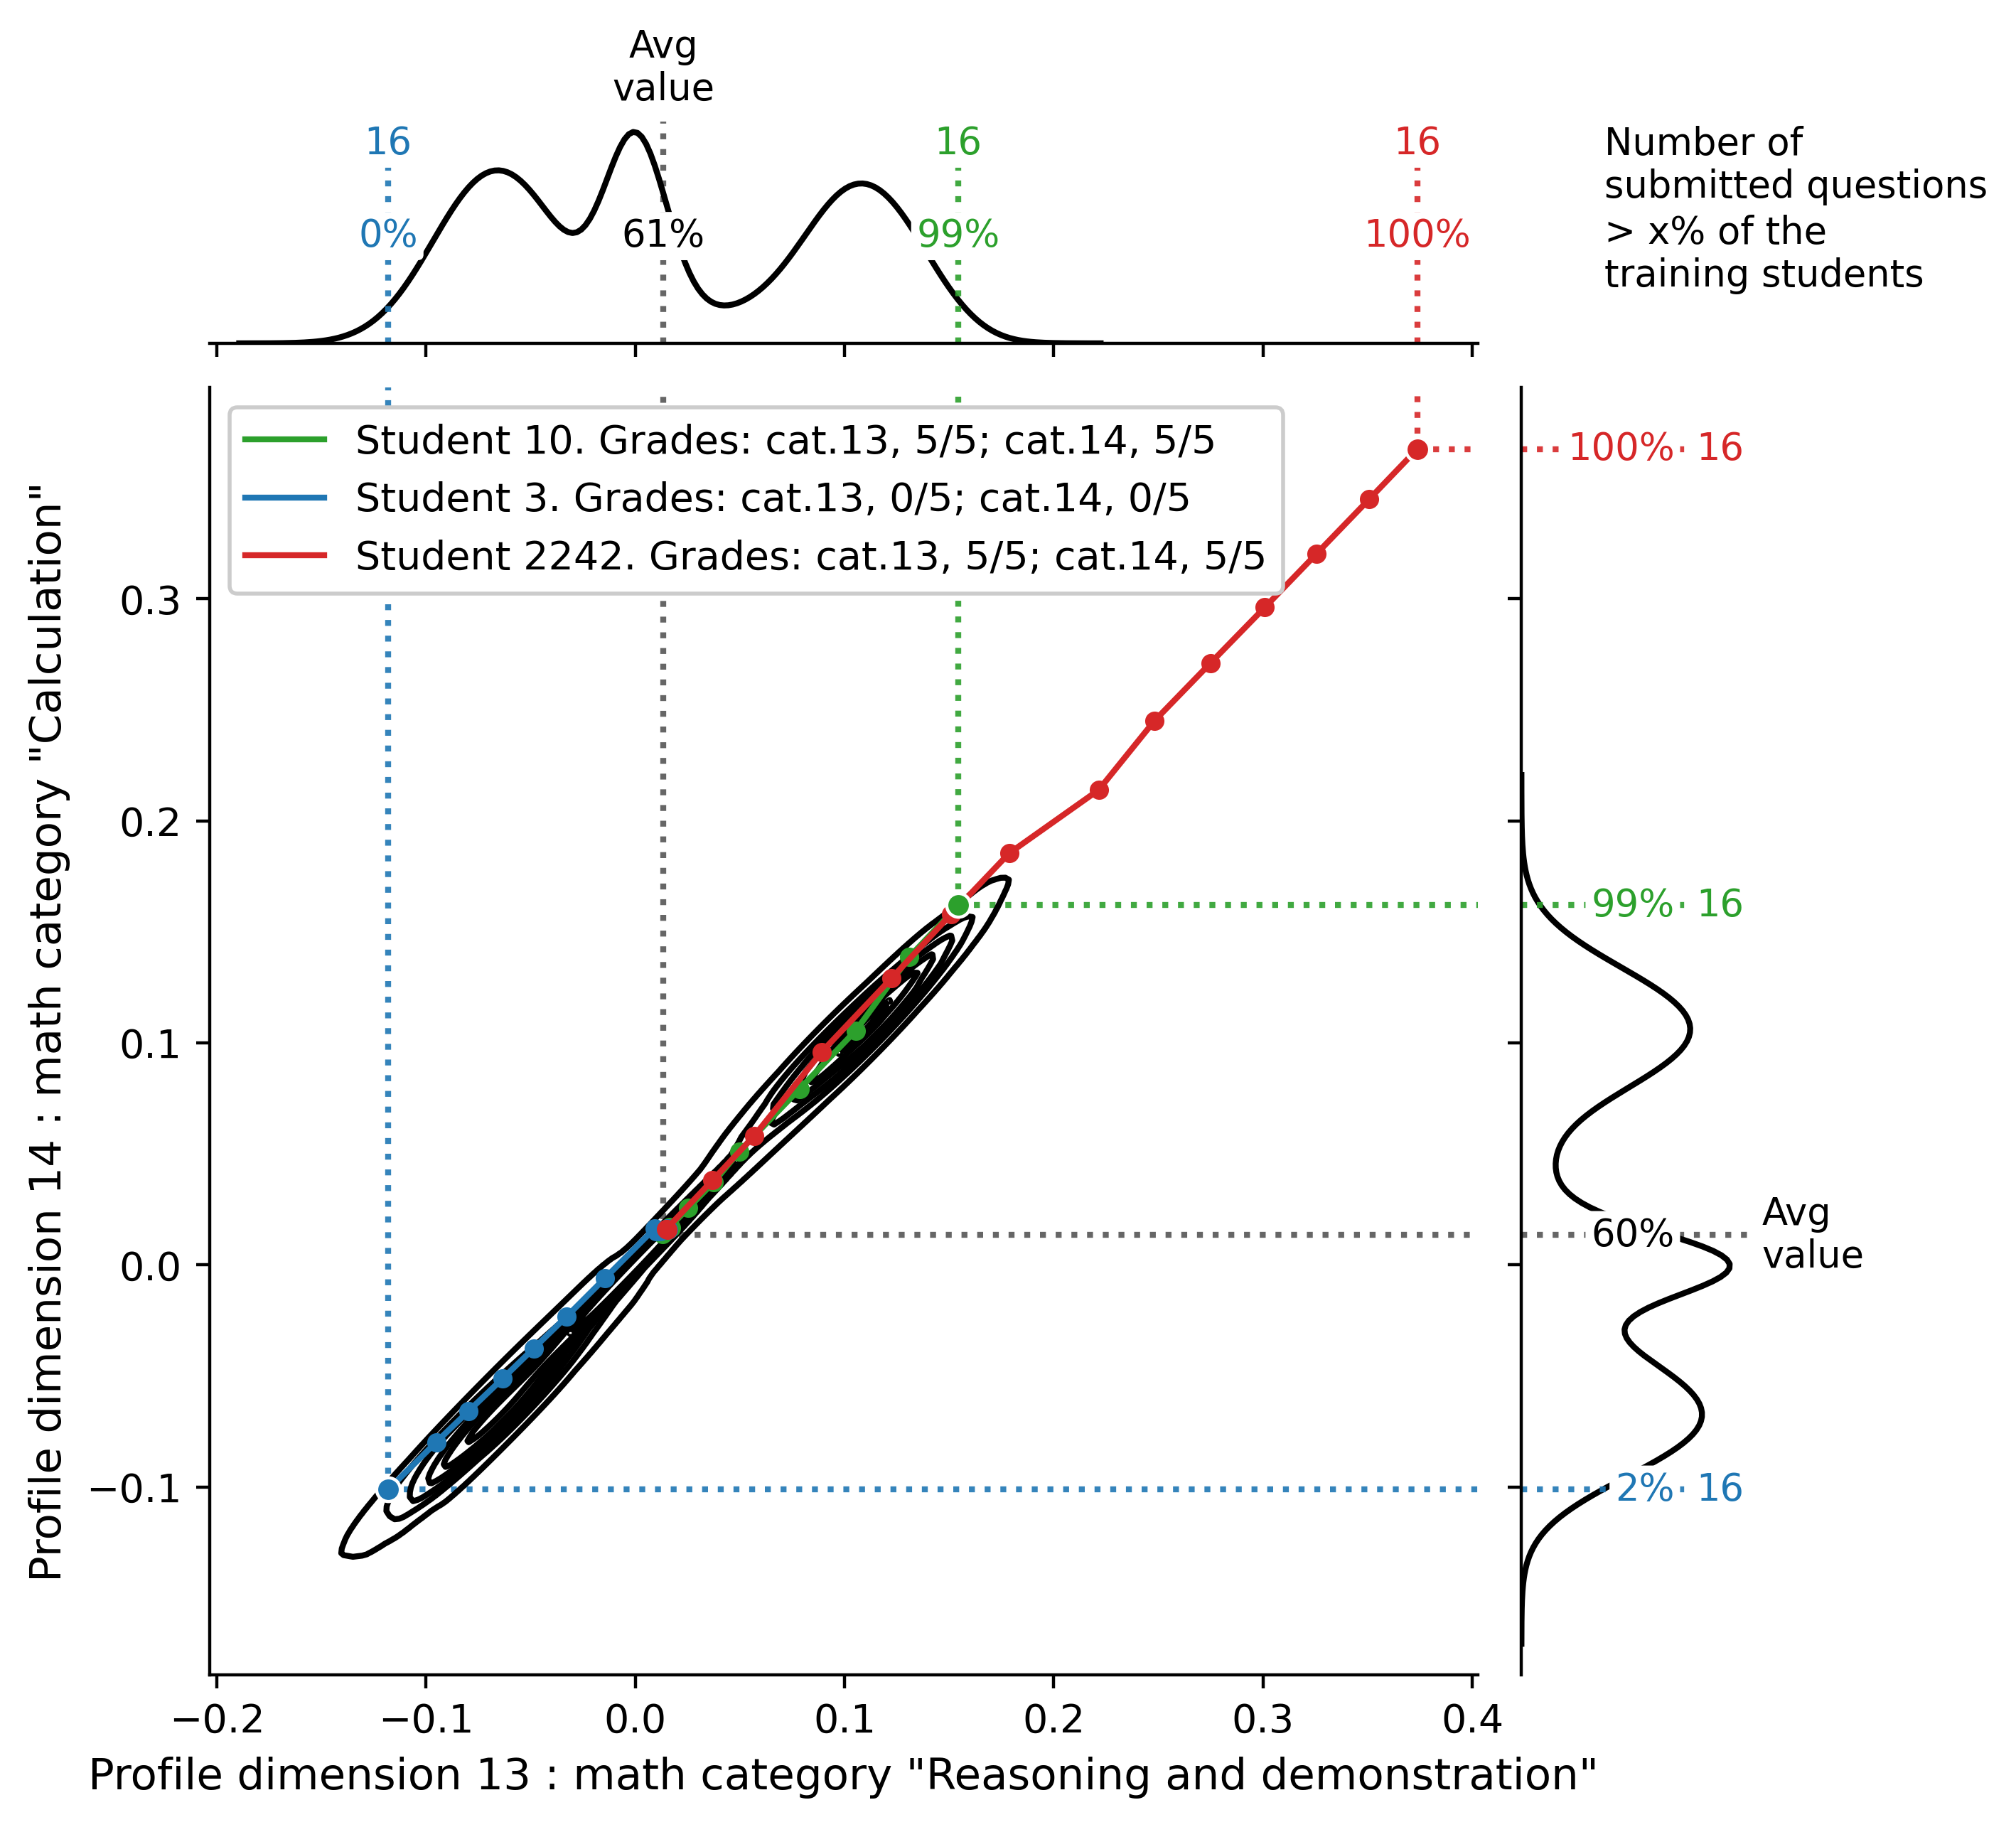 Avg
value
16
16
16
Number of
submitted questions
0%
61%
99%
100%
> x% of the
training students
Student 10. Grades: cat.13, 5/5; cat.14, 5/5
Student 3. Grades: cat.13, 0/5; cat.14, 0/5
Student 2242. Grades: cat.13, 5/5; cat.14, 5/5
100%
16
99%
16
60%
Avg
value
2%
16
0.3
0.2
0.1
0.0
−0.1
Profile dimension 14 : math category "Calculation"
−0.2
−0.1
0.0
0.1
0.2
0.3
0.4
Profile dimension 13 : math category "Reasoning and demonstration"